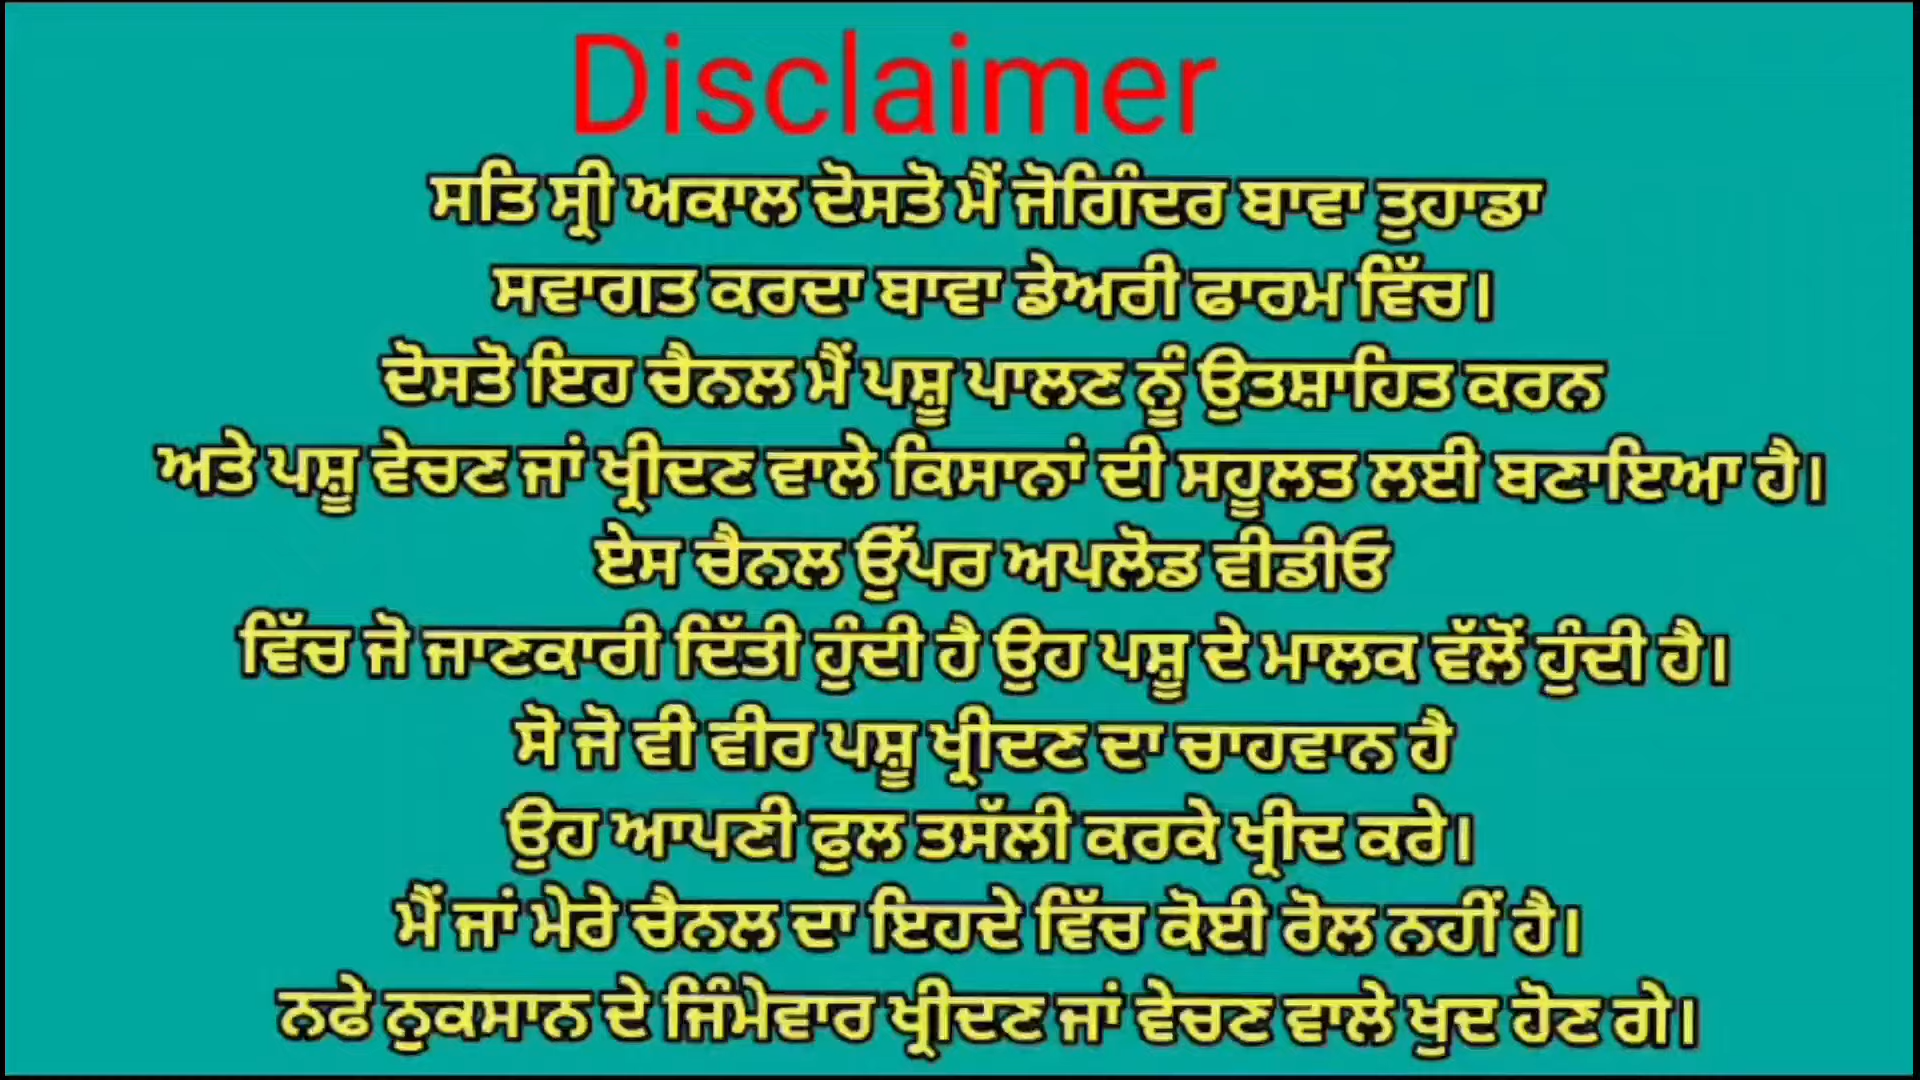 Disclaimer
ਸਤਿ ਸ੍ਰੀ ਅਕਾਲ ਦੋਸਤੋ ਮੈਂ ਜੋਗਿੰਦਰ ਬਾਵਾ ਤੁਹਾਡਾ
ਸਵਾਗਤ ਕਰਦਾ ਬਾਵਾ ਡੇਅਰੀ ਫਾਰਮ ਵਿੱਚ।
ਦੋਸਤੋ ਇਹ ਚੈਨਲ ਮੈਂ ਪਸ਼ੂ ਪਾਲਣ ਨੂੰ ਉਤਸ਼ਾਹਿਤ ਕਰਨ
ਅਤੇ ਪਸ਼ੂ ਵੇਚਣ ਜਾਂ ਖ੍ਰੀਦਣ ਵਾਲੇ ਕਿਸਾਨਾਂ ਦੀ ਸਹੂਲਤ ਲਈ ਬਣਾਇਆ ਹੈ।
ਏਸ ਚੈਨਲ ਉੱਪਰ ਅਪਲੋਡ ਵੀਡੀਓ
ਵਿੱਚ ਜੋ ਜਾਣਕਾਰੀ ਦਿੱਤੀ ਹੁੰਦੀ ਹੈ ਉਹ ਪਸ਼ੂ ਦੇ ਮਾਲਕ ਵੱਲੋਂ ਹੁੰਦੀ ਹੈ।
ਸੋ ਜੋ ਵੀ ਵੀਰ ਪਸ਼ੂ ਖ੍ਰੀਦਣ ਦਾ ਚਾਹਵਾਨ ਹੈ
ਉਹ ਆਪਣੀ ਫੁਲ ਤਸੱਲੀ ਕਰਕੇ ਖ੍ਰੀਦ ਕਰੇ।
ਮੈਂ ਜਾਂ ਮੇਰੇ ਚੈਨਲ ਦਾ ਇਹਦੇ ਵਿੱਚ ਕੋਈ ਰੋਲ ਨਹੀਂ ਹੈ।
ਨਫੇ ਨੁਕਸਾਨ ਦੇ ਜਿੰਮੇਵਾਰ ਖ੍ਰੀਦਣ ਜਾਂ ਵੇਚਣ ਵਾਲੇ ਖੁਦ ਹੋਣ ਗੇ।